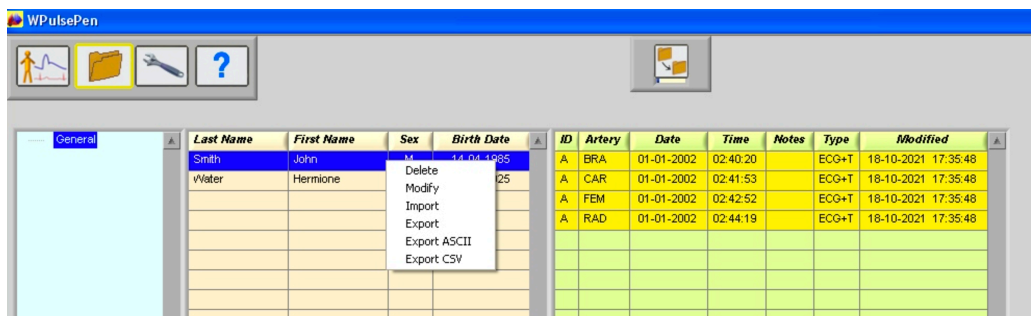 WPulsePen
?
General
Last Name First Name Sex Birth Date
Smith John M 14-04-1985
Water Hermione 25
Delete
Modify
Import
Export
Export ASCII
Export CSV
ID Artery Date Time Notes Type Modified
A BRA 01-01-2002 02:40:20 ECG+T 18-10-2021 17:35:48
A CAR 01-01-2002 02:41:53 ECG+T 18-10-2021 17:35:48
A FEM 01-01-2002 02:42:52 ECG+T 18-10-2021 17:35:48
A RAD 01-01-2002 02:44:19 ECG+T 18-10-2021 17:35:48